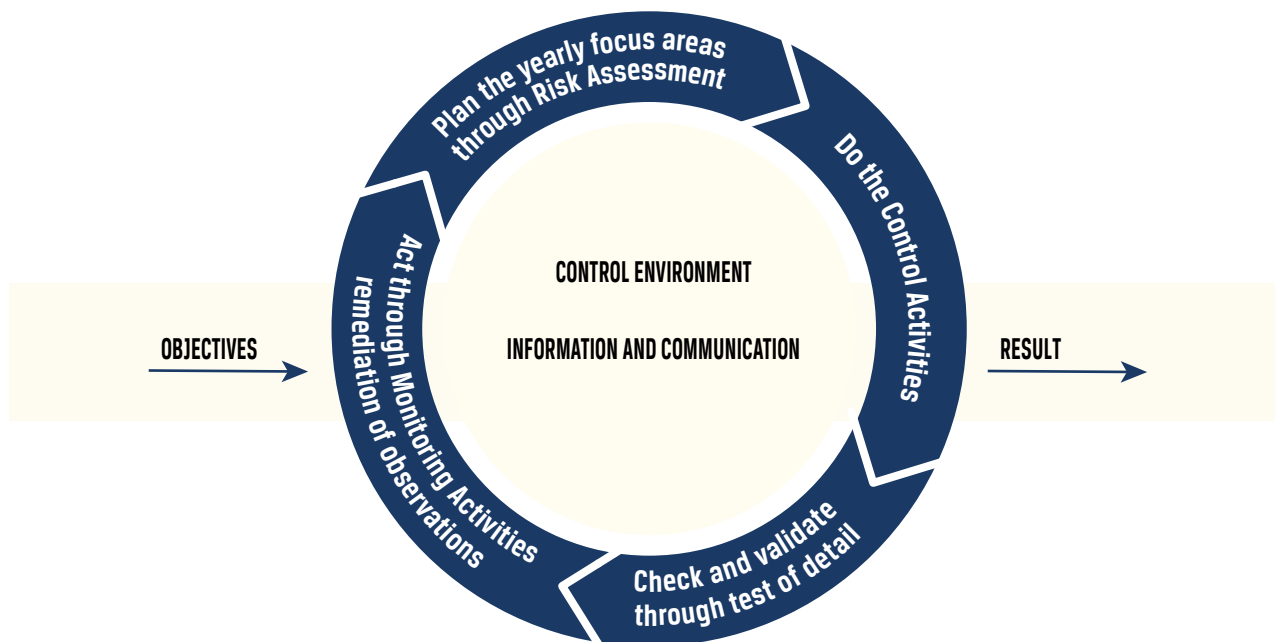 Plan the yearly focus areas
through Risk Assessment
Do the Control Activities
CONTROL ENVIRONMENT
INFORMATION AND COMMUNICATION
OBJECTIVES
RESULT
Act through Monitoring Activities
remediation of observations
Check and validate
through test of detail